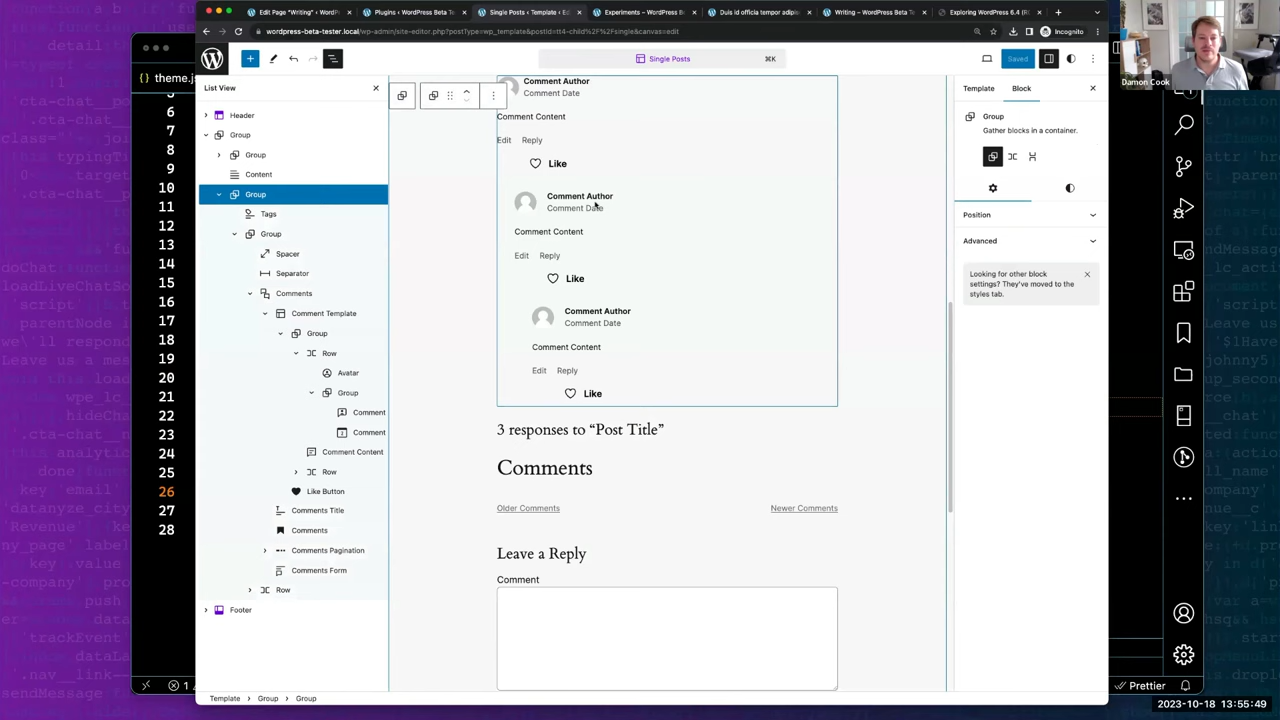 Edit Page "Writing" ‹ WordP
Plugins ‹ WordPress Beta Te
Single Posts ‹ Template ‹ Ed
Experiments ‹ WordPress Be
Duis id officia tempor adipis
Writing – WordPress Beta T
Exploring WordPress 6.4 (R
wordpress-beta-tester.local/wp-admin/site-editor.php?postType=wp_template&postId=tt4-child%2F%2Fsingle&canvas=edit
Incognito
Damon Cook
Single Posts
⌘K
Saved
theme.js
List View
Header
Group
Group
Content
Group
Tags
Group
Spacer
Separator
Comments
Comment Template
Group
Row
Avatar
Group
Comment
Comment
Comment Content
Row
Like Button
Comments Title
Comments
Comments Pagination
Comments Form
Row
Footer
6
7
8
9
10
11
12
13
14
15
16
17
18
19
20
21
22
23
24
25
26
27
28
Comment Author
Comment Date
Comment Content
Edit Reply
Like
Comment Author
Comment Date
Comment Content
Edit Reply
Like
Comment Author
Comment Date
Comment Content
Edit Reply
Like
3 responses to “Post Title”
Comments
Older Comments
Newer Comments
Leave a Reply
Comment
Template Block
Group
Gather blocks in a container.
Position
Advanced
Looking for other block
settings? They've moved to the
styles tab.
Template › Group › Group
Prettier
2023-10-18 13:55:49